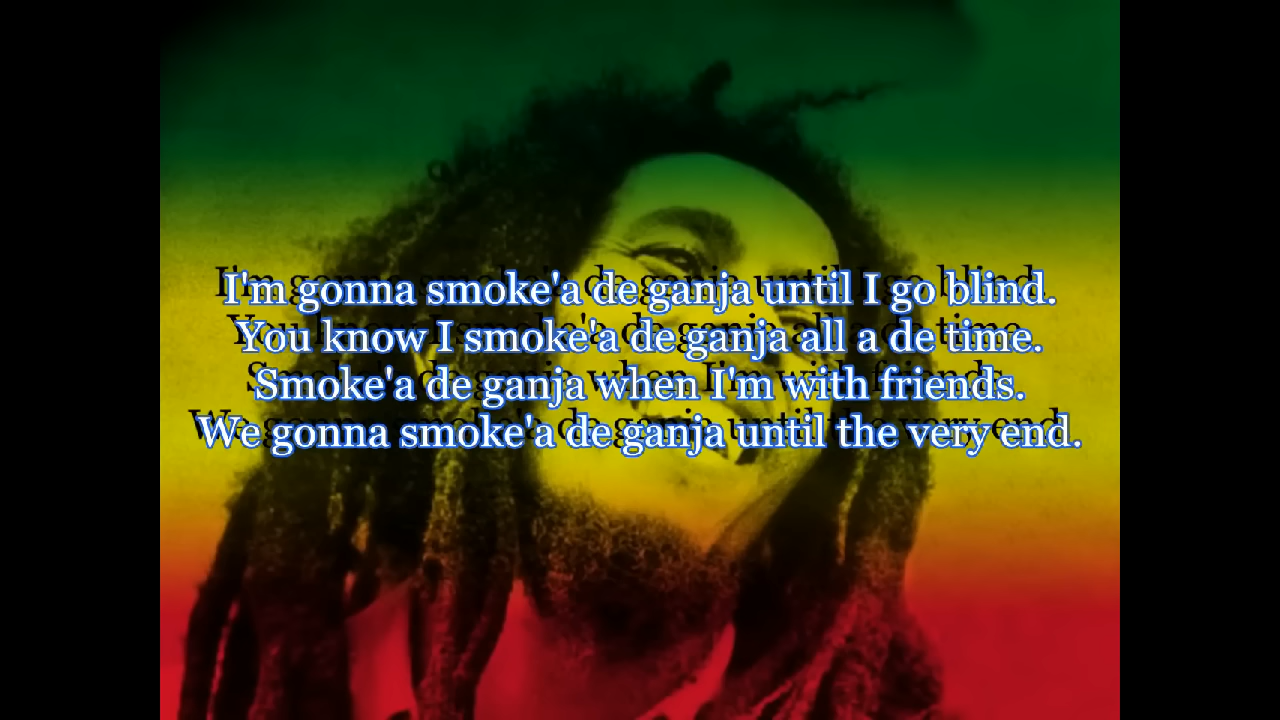 I'm gonna smoke'a de ganja until I go blind.
You know I smoke'a de ganja all a de time.
Smoke'a de ganja when I'm with friends.
We gonna smoke'a de ganja until the very end.